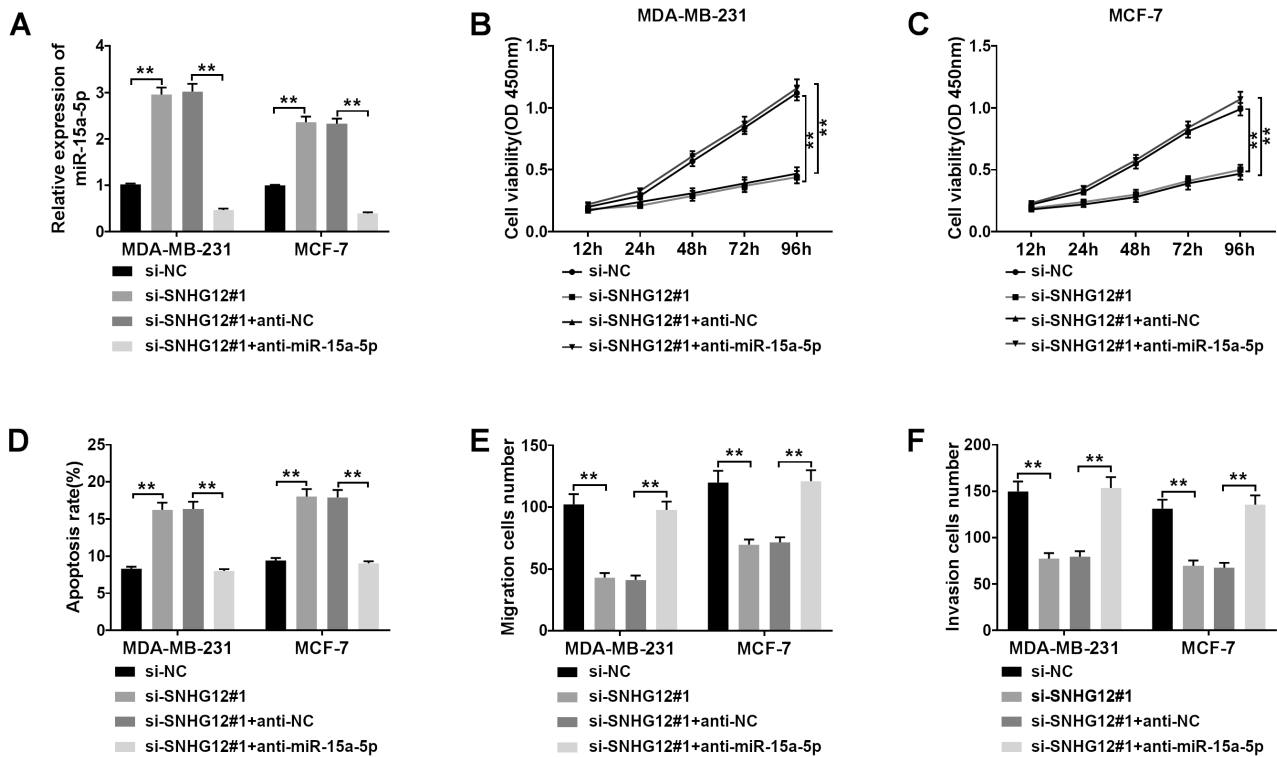 A
Relative expression of
miR-15a-5p
4
3
2
1
0
**
**
**
**
MDA-MB-231
MCF-7
si-NC
si-SNHG12#1
si-SNHG12#1+anti-NC
si-SNHG12#1+anti-miR-15a-5p
B
MDA-MB-231
Cell viability(OD 450nm)
1.5
1.0
0.5
0.0
**
**
12h
24h
48h
72h
96h
si-NC
si-SNHG12#1
si-SNHG12#1+anti-NC
si-SNHG12#1+anti-miR-15a-5p
C
MCF-7
Cell viability(OD 450nm)
1.5
1.0
0.5
0.0
**
**
12h
24h
48h
72h
96h
si-NC
si-SNHG12#1
si-SNHG12#1+anti-NC
si-SNHG12#1+anti-miR-15a-5p
D
Apoptosis rate(%)
25
20
15
10
5
0
**
**
**
**
MDA-MB-231
MCF-7
si-NC
si-SNHG12#1
si-SNHG12#1+anti-NC
si-SNHG12#1+anti-miR-15a-5p
E
Migration cells number
150
100
50
0
**
**
**
**
MDA-MB-231
MCF-7
si-NC
si-SNHG12#1
si-SNHG12#1+anti-NC
si-SNHG12#1+anti-miR-15a-5p
F
Invasion cells number
200
150
100
50
0
**
**
**
**
MDA-MB-231
MCF-7
si-NC
si-SNHG12#1
si-SNHG12#1+anti-NC
si-SNHG12#1+anti-miR-15a-5p